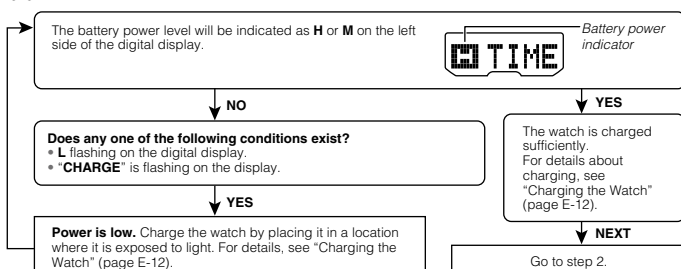 The battery power level will be indicated as H or M on the left
side of the digital display.
Battery power
indicator
H TIME
NO
YES
Does any one of the following conditions exist?
• L flashing on the digital display.
• “CHARGE” is flashing on the display.
The watch is charged
sufficiently.
For details about
charging, see
“Charging the Watch”
(page E-12).
YES
NEXT
Power is low. Charge the watch by placing it in a location
where it is exposed to light. For details, see “Charging the
Watch” (page E-12).
Go to step 2.